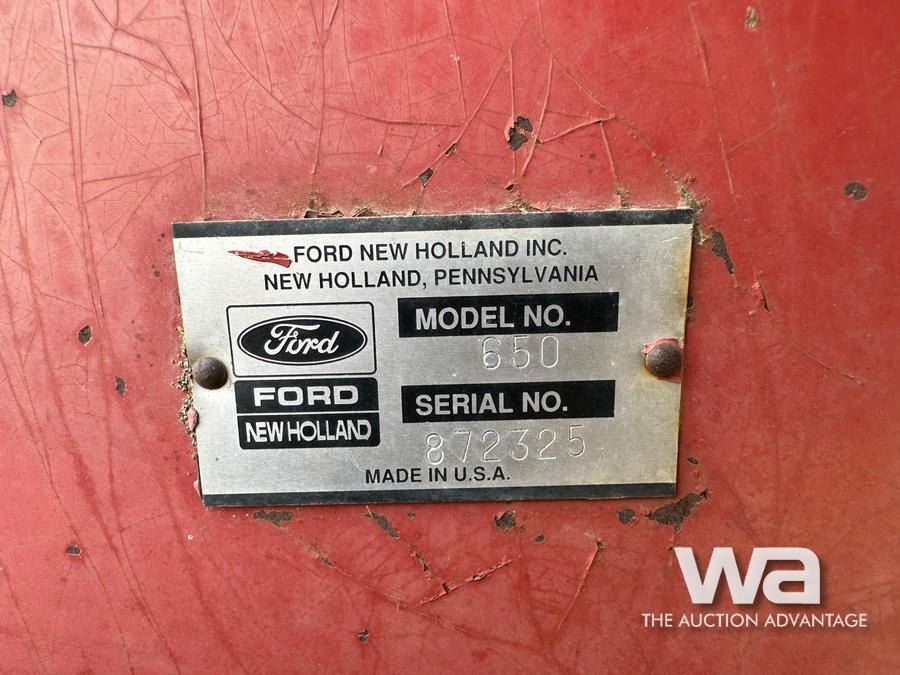 FORD NEW HOLLAND INC.
NEW HOLLAND, PENNSYLVANIA
Ford
FORD
NEW HOLLAND
MODEL NO.
650
SERIAL NO.
872325
MADE IN U.S.A.
wa
THE AUCTION ADVANTAGE